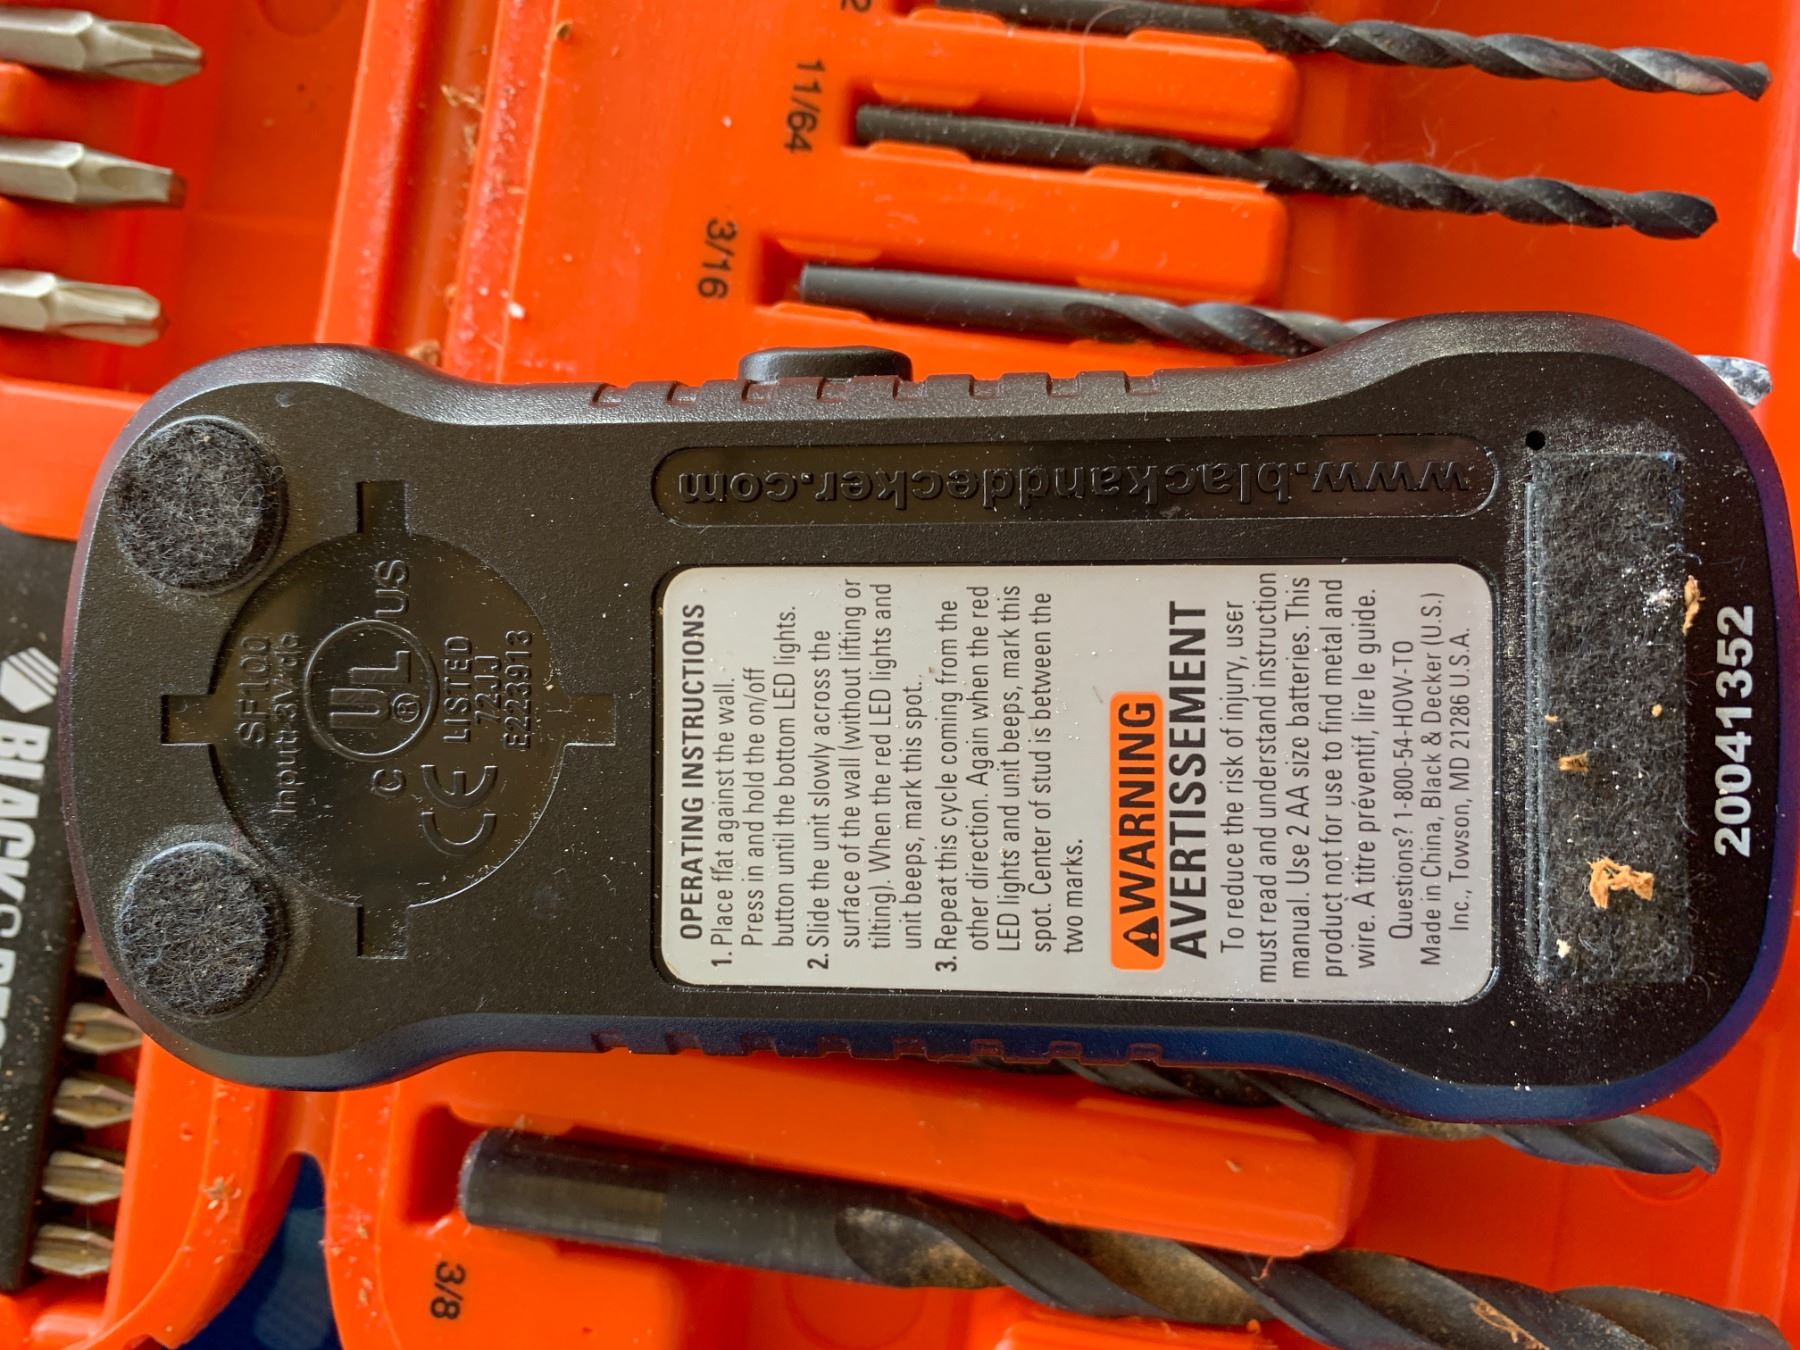 OPERATING INSTRUCTIONS
1. Place flat against the wall.
Press in and hold the on/off
button until the bottom LED lights.
2. Slide the unit slowly across the
surface of the wall (without lifting or
tilting). When the red LED lights and
unit beeps, mark this spot.
3. Repeat this cycle coming from the
other direction. Again when the red
LED lights and unit beeps, mark this
spot. Center of stud is between the
two marks.
WARNING
AVERTISSEMENT
To reduce the risk of injury, user
must read and understand instruction
manual. Use 2 AA size batteries. This
product not for use to find metal and
wire. A titre préventif, lire le guide.
Questions? 1-800-54-HOW-TO
Made in China, Black & Decker (U.S.)
Inc., Towson, MD 21286 U.S.A.
20041352
www.blackanddecker.com
SF100
Input:3Vdc
C UL ® US
LISTED
CE 72JJ
E223913
11/64
3/16
3/8